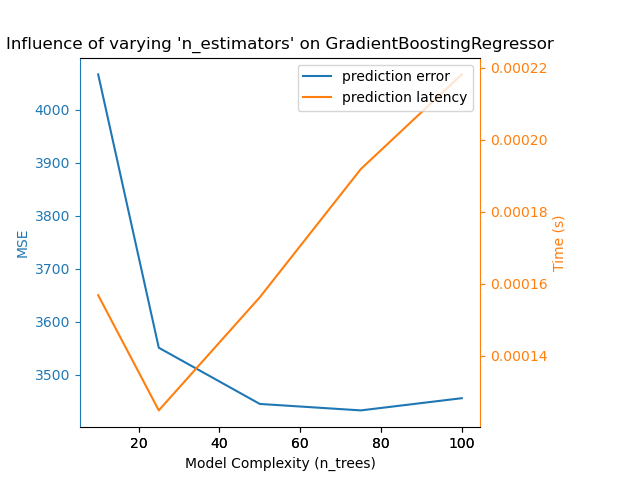 Influence of varying 'n_estimators' on GradientBoostingRegressor
prediction error
prediction latency
4000
3900
3800
3700
3600
3500
MSE
0.00022
0.00020
0.00018
0.00016
0.00014
Time (s)
20 40 60 80 100
Model Complexity (n_trees)